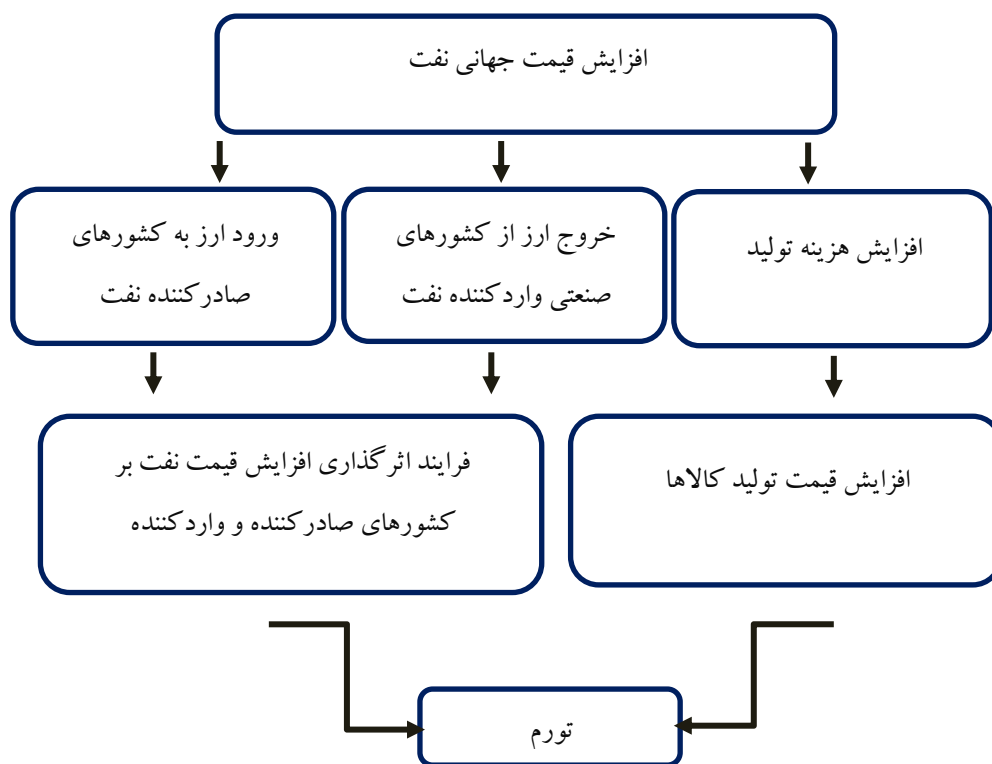 افزایش قیمت جهانی نفت
افزایش هزینه تولید
خروج ارز از کشورهای
صنعتی واردکننده نفت
ورود ارز به کشورهای
صادرکننده نفت
افزایش قیمت تولید کالاها
فرایند اثرگذاری افزایش قیمت نفت بر
کشورهای صادرکننده و واردکننده
تورم